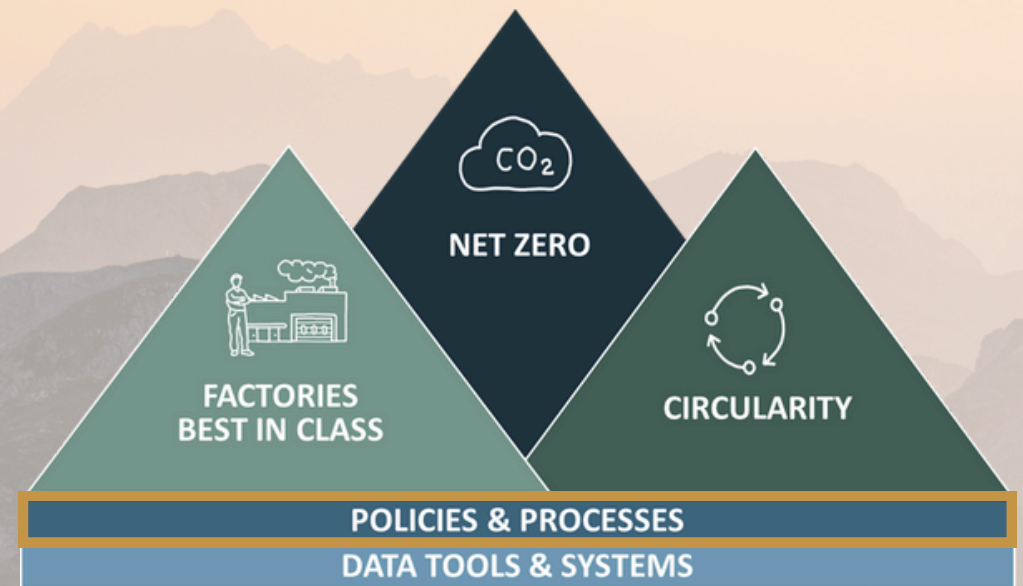 CO2
NET ZERO
FACTORIES
BEST IN CLASS
CIRCULARITY
POLICIES & PROCESSES
DATA TOOLS & SYSTEMS